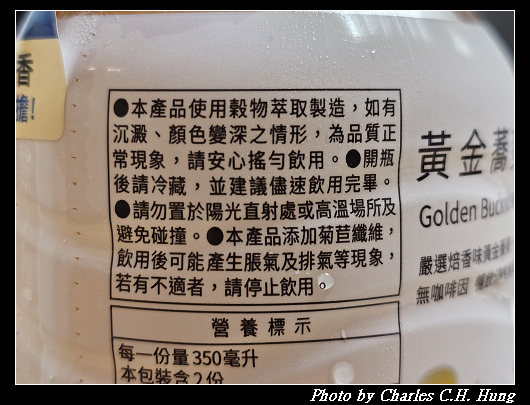 香
膽!
●本產品使用穀物萃取製造，如有
沉澱、顏色變深之情形，為品質正
常現象，請安心搖勻飲用。●開瓶
後請冷藏，並建議儘速飲用完畢。
●請勿置於陽光直射處或高溫場所及
避免碰撞。●本產品添加菊苣纖維，
飲用後可能產生脹氣及排氣等現象，
若有不適者，請停止飲用。
營養標示
每一份量350毫升
本包裝含2份
黃金蕎
Golden Buck
嚴選焙香味黃金蕎
無咖啡因
Photo by Charles C.H. Hung